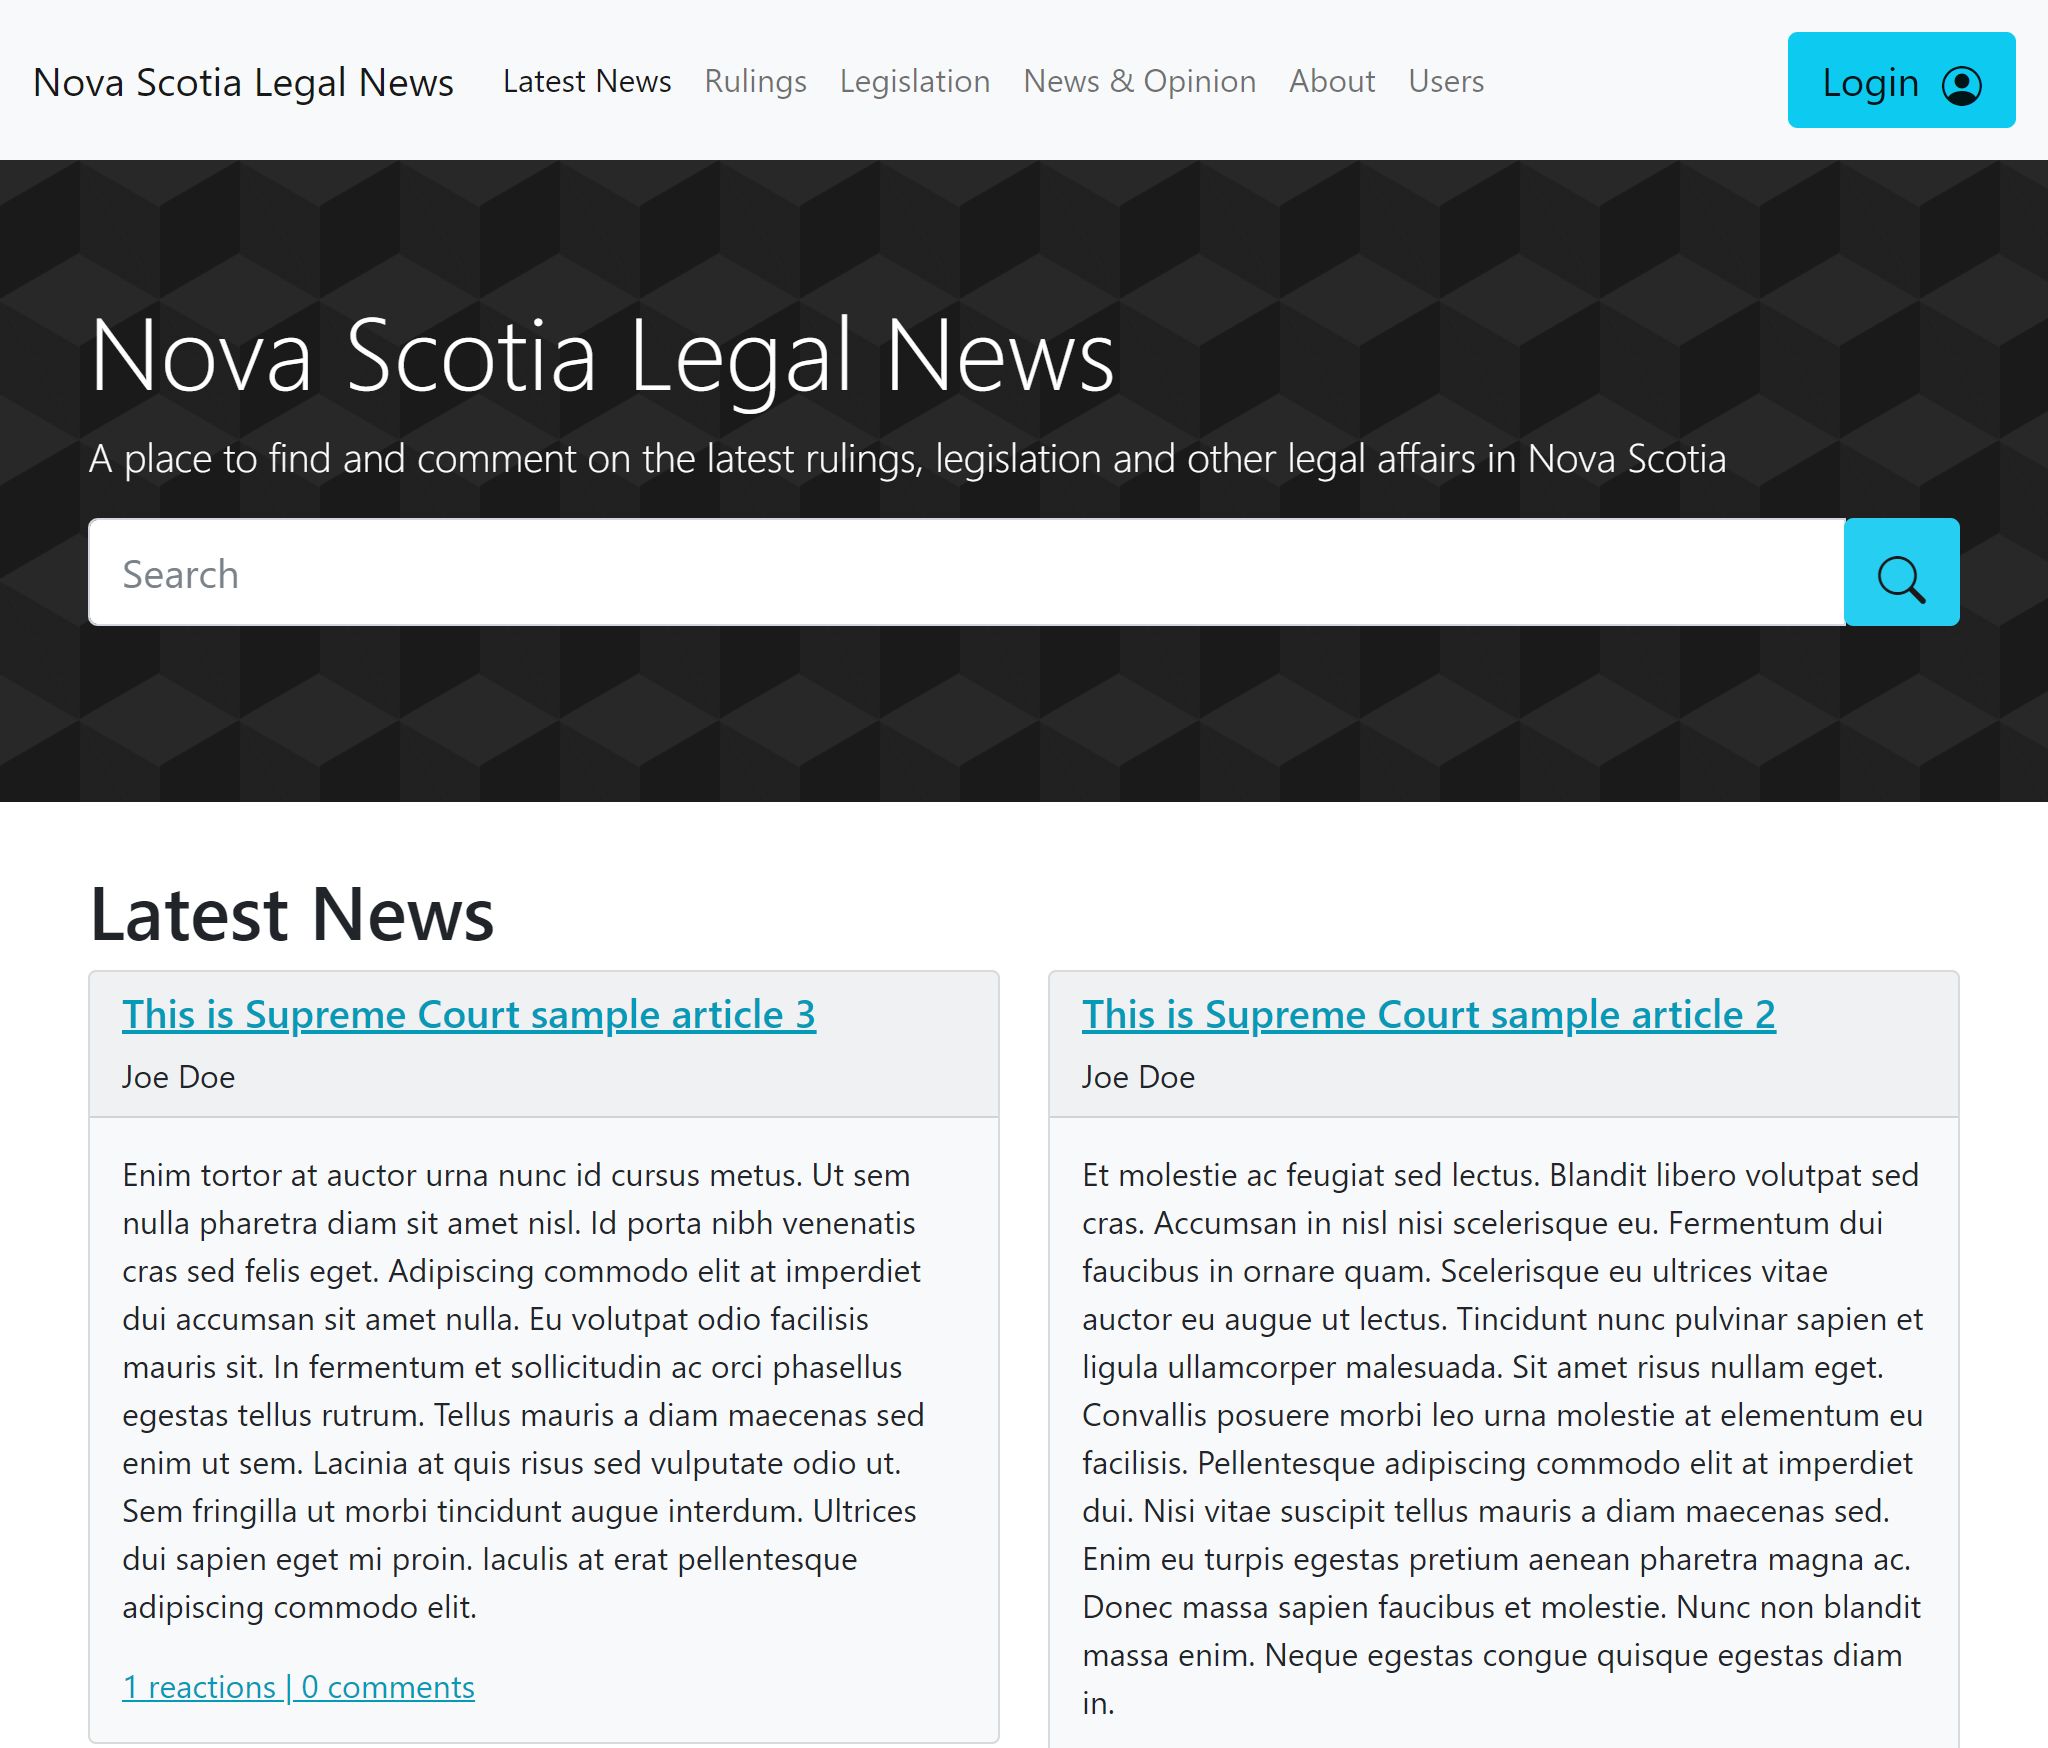 Nova Scotia Legal News
Latest News
Rulings
Legislation
News & Opinion
About
Users
Login
Nova Scotia Legal News
A place to find and comment on the latest rulings, legislation and other legal affairs in Nova Scotia
Search
Latest News
This is Supreme Court sample article 3
Joe Doe
Enim tortor at auctor urna nunc id cursus metus. Ut sem
nulla pharetra diam sit amet nisl. Id porta nibh venenatis
cras sed felis eget. Adipiscing commodo elit at imperdiet
dui accumsan sit amet nulla. Eu volutpat odio facilisis
mauris sit. In fermentum et sollicitudin ac orci phasellus
egestas tellus rutrum. Tellus mauris a diam maecenas sed
enim ut sem. Lacinia at quis risus sed vulputate odio ut.
Sem fringilla ut morbi tincidunt augue interdum. Ultrices
dui sapien eget mi proin. Iaculis at erat pellentesque
adipiscing commodo elit.
1 reactions | 0 comments
This is Supreme Court sample article 2
Joe Doe
Et molestie ac feugiat sed lectus. Blandit libero volutpat sed
cras. Accumsan in nisl nisi scelerisque eu. Fermentum dui
faucibus in ornare quam. Scelerisque eu ultrices vitae
auctor eu augue ut lectus. Tincidunt nunc pulvinar sapien et
ligula ullamcorper malesuada. Sit amet risus nullam eget.
Convallis posuere morbi leo urna molestie at elementum eu
facilisis. Pellentesque adipiscing commodo elit at imperdiet
dui. Nisi vitae suscipit tellus mauris a diam maecenas sed.
Enim eu turpis egestas pretium aenean pharetra magna ac.
Donec massa sapien faucibus et molestie. Nunc non blandit
massa enim. Neque egestas congue quisque egestas diam
in.